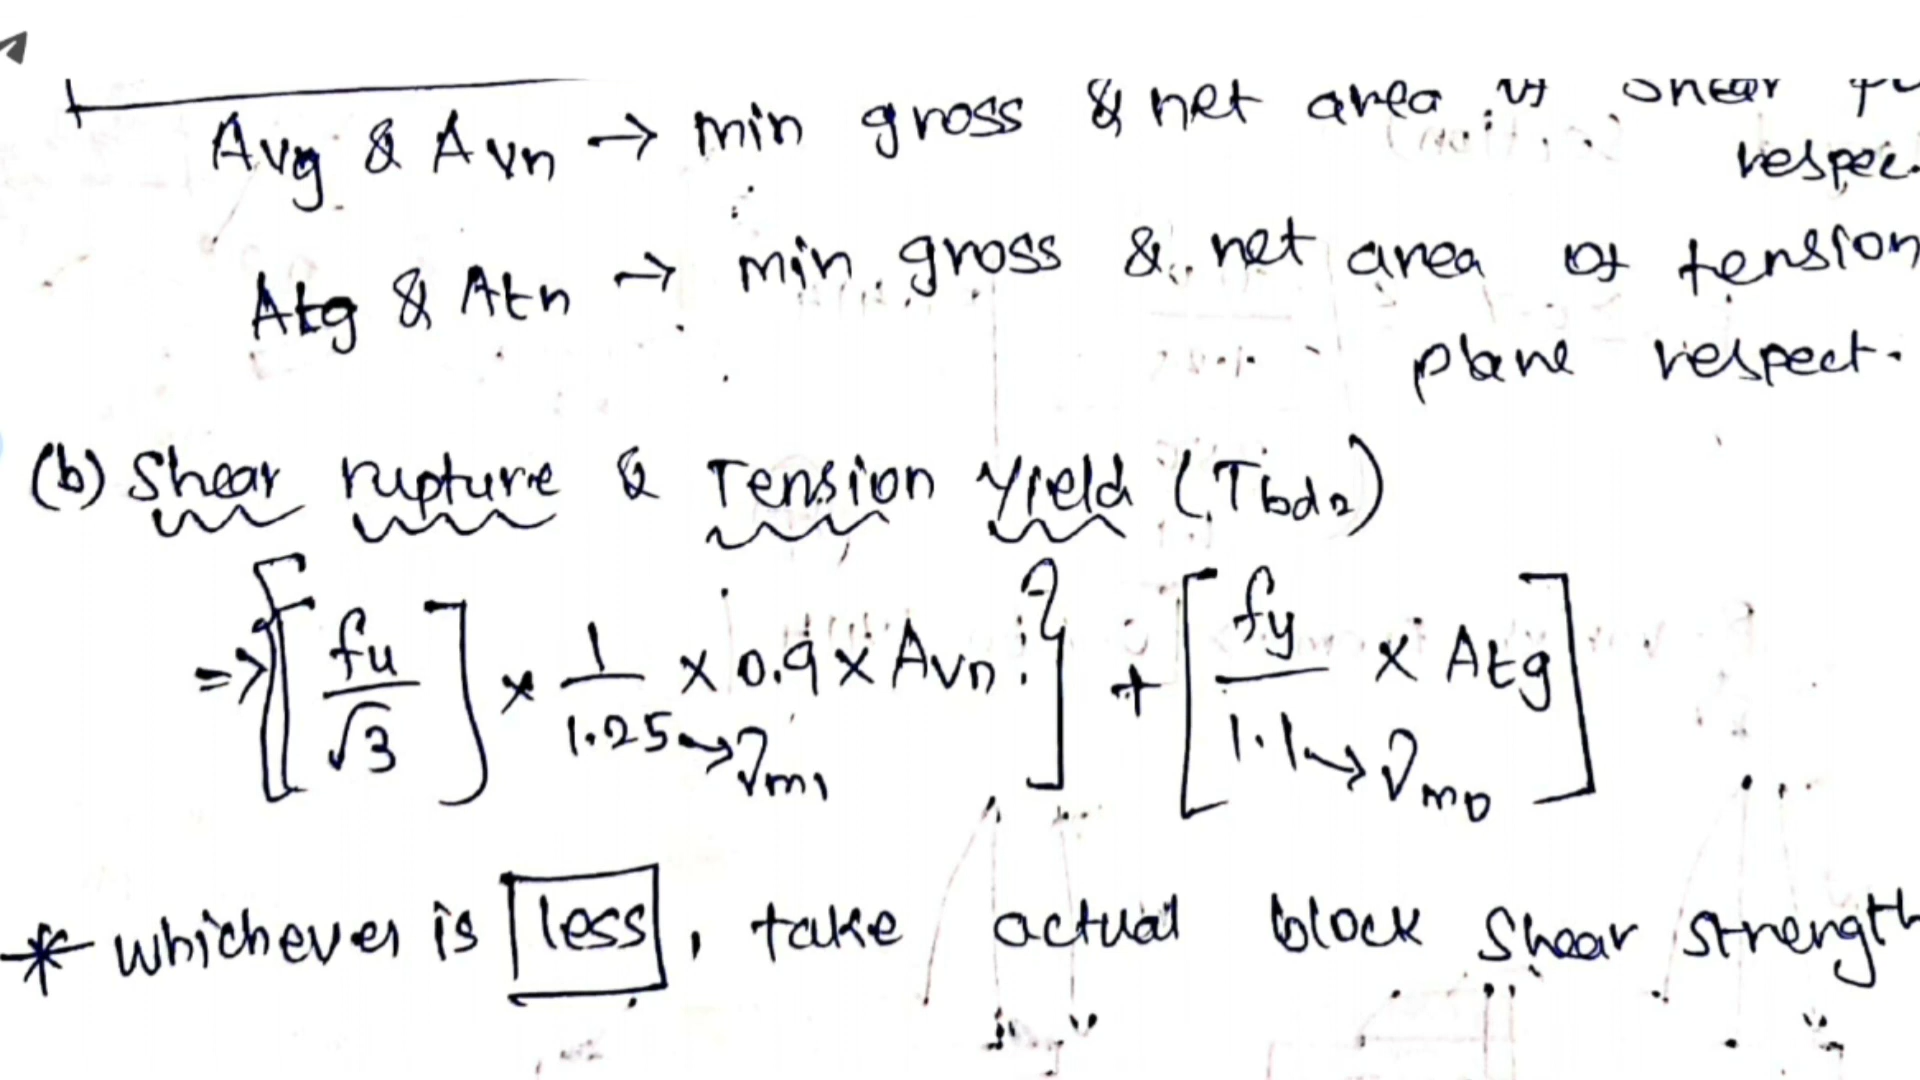 Avg & Avn → min gross & net area of shear
respec.
Atg & Atn → min gross & net area of tension
plane respect.
(b) Shear rupture & Tension yield (Tbd2)
⇒ {[fu/√3] × 1/1.25 → γm1 × 0.9 × Avn} + [fy/1.1 → γm0 × Atg]
* whichever is less, take actual block shear strength